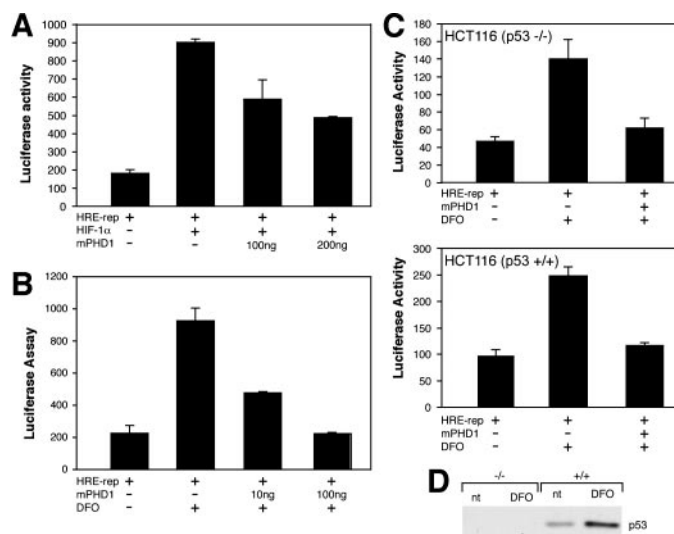 A
Luciferase activity
1000
900
800
700
600
500
400
300
200
100
0
HRE-rep + + + +
HIF-1α - + + +
mPHD1 - - 100ng 200ng
B
Luciferase Assay
1200
1000
800
600
400
200
0
HRE-rep + + + +
mPHD1 - - 10ng 100ng
DFO - + + +
C
HCT116 (p53 -/-)
Luciferase Activity
180
160
140
120
100
80
60
40
20
0
HRE-rep + + +
mPHD1 - - +
DFO - + +
HCT116 (p53 +/+)
Luciferase Activity
300
250
200
150
100
50
0
HRE-rep + + +
mPHD1 - - +
DFO - + +
D
-/- +/+
nt DFO nt DFO
p53